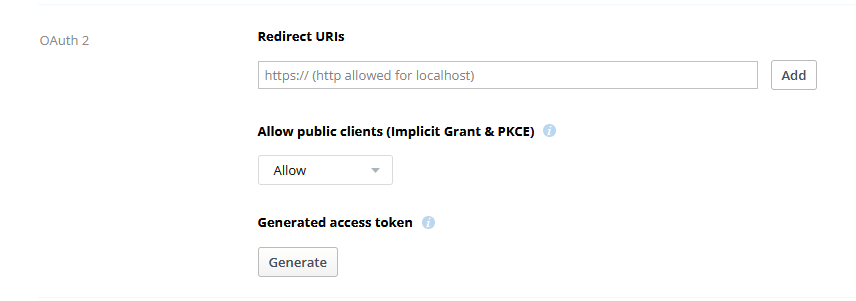 OAuth 2
Redirect URIs
https:// (http allowed for localhost)
Add
Allow public clients (Implicit Grant & PKCE)
Allow
Generated access token
Generate